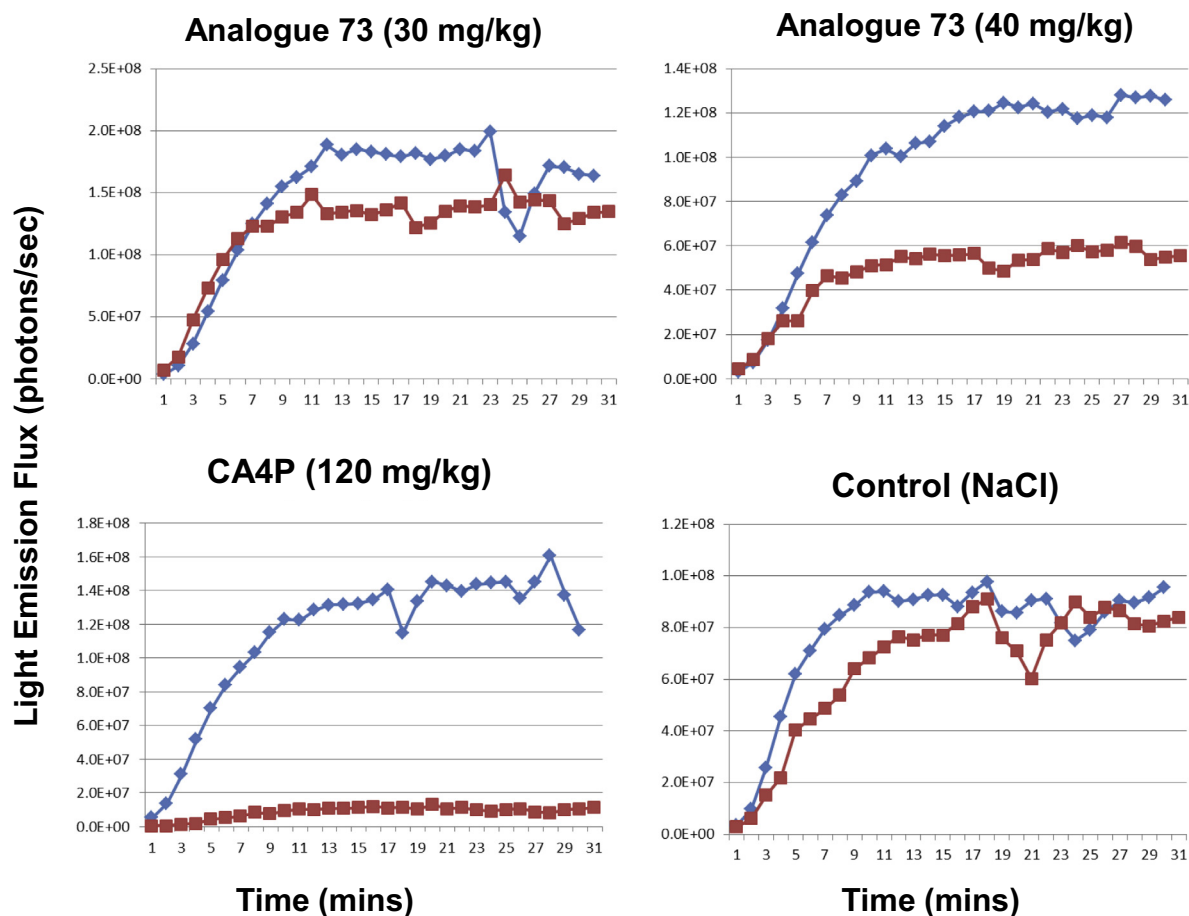 Analogue 73 (30 mg/kg)
2.5E+08
2.0E+08
1.5E+08
1.0E+08
5.0E+07
0.0E+00
1 3 5 7 9 11 13 15 17 19 21 23 25 27 29 31
Analogue 73 (40 mg/kg)
1.4E+08
1.2E+08
1.0E+08
8.0E+07
6.0E+07
4.0E+07
2.0E+07
0.0E+00
1 3 5 7 9 11 13 15 17 19 21 23 25 27 29 31
Light Emission Flux (photons/sec)
CA4P (120 mg/kg)
1.8E+08
1.6E+08
1.4E+08
1.2E+08
1.0E+08
8.0E+07
6.0E+07
4.0E+07
2.0E+07
0.0E+00
1 3 5 7 9 11 13 15 17 19 21 23 25 27 29 31
Time (mins)
Control (NaCl)
1.2E+08
1.0E+08
8.0E+07
6.0E+07
4.0E+07
2.0E+07
0.0E+00
1 3 5 7 9 11 13 15 17 19 21 23 25 27 29 31
Time (mins)